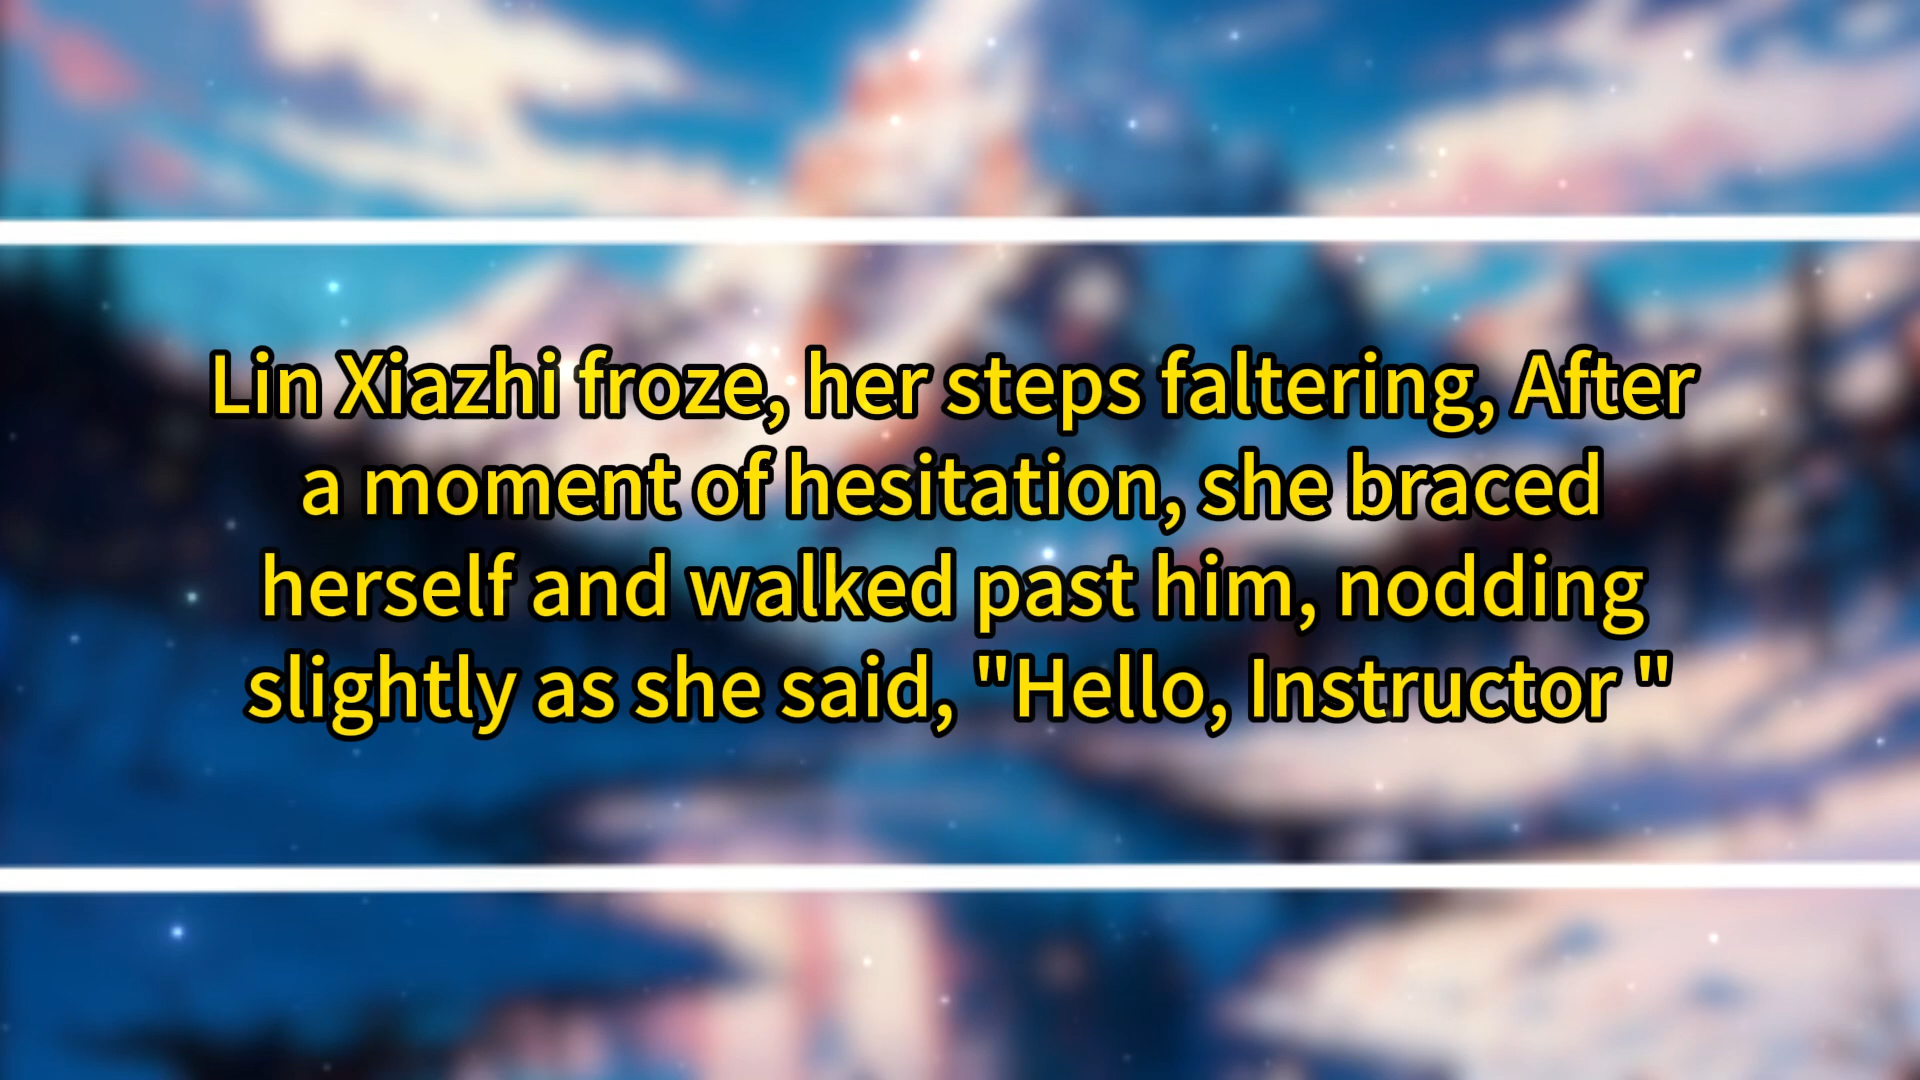 Lin Xiazhi froze, her steps faltering, After
a moment of hesitation, she braced
herself and walked past him, nodding
slightly as she said, "Hello, Instructor "